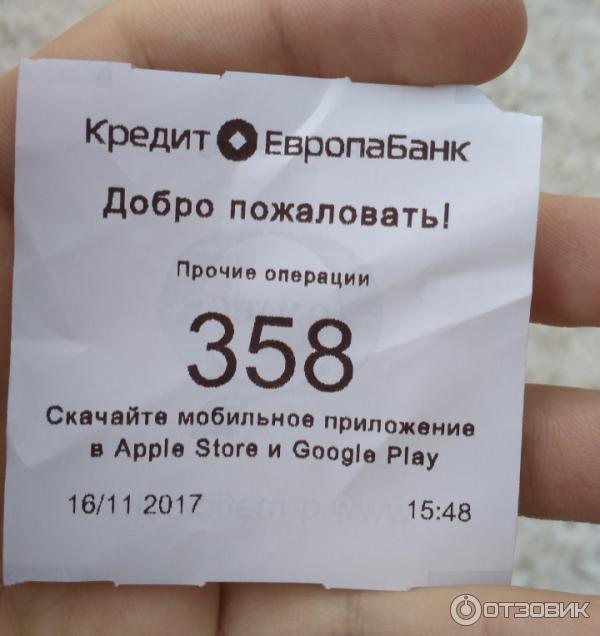 Кредит ЕвропаБанк
Добро пожаловать!
Прочие операции
358
Скачайте мобильное приложение
в Apple Store и Google Play
16/11 2017 15:48
ОТЗОВИК